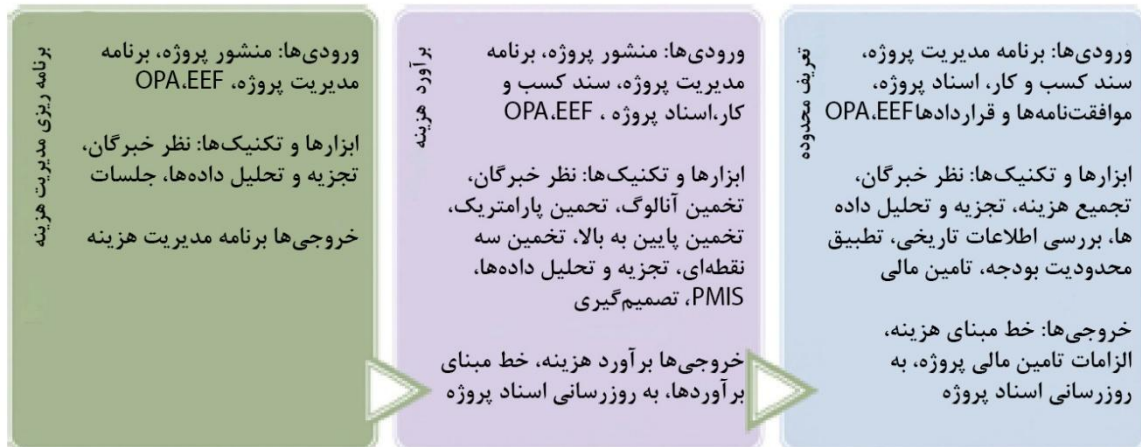 برنامه ریزی مدیریت هزینه
ورودی‌ها: منشور پروژه، برنامه
مدیریت پروژه، OPA،EEF
ابزارها و تکنیک‌ها: نظر خبرگان،
تجزیه و تحلیل داده‌ها، جلسات
خروجی‌ها برنامه مدیریت هزینه
برآورد هزینه
ورودی‌ها: منشور پروژه، برنامه
مدیریت پروژه، سند کسب و
کار،اسناد پروژه ، OPA،EEF
ابزارها و تکنیک‌ها: نظر خبرگان،
تخمین آنالوگ، تحمین پارامتریک،
تخمین پایین به بالا، تخمین سه
نقطه‌ای، تجزیه و تحلیل داده‌ها،
PMIS، تصمیم‌گیری
خروجی‌ها برآورد هزینه، خط مبنای
برآوردها، به روزرسانی اسناد پروژه
تعریف محدوده
ورودی‌ها: برنامه مدیریت پروژه،
سند کسب و کار، اسناد پروژه،
موافقت‌نامه‌ها و قراردادهاOPA،EEF
ابزارها و تکنیک‌ها: نظر خبرگان،
تجمیع هزینه، تجزیه و تحلیل داده
ها، بررسی اطلاعات تاریخی، تطبیق
محدودیت بودجه، تامین مالی
خروجی‌ها: خط مبنای هزینه،
الزامات تامین مالی پروژه، به
روزرسانی اسناد پروژه